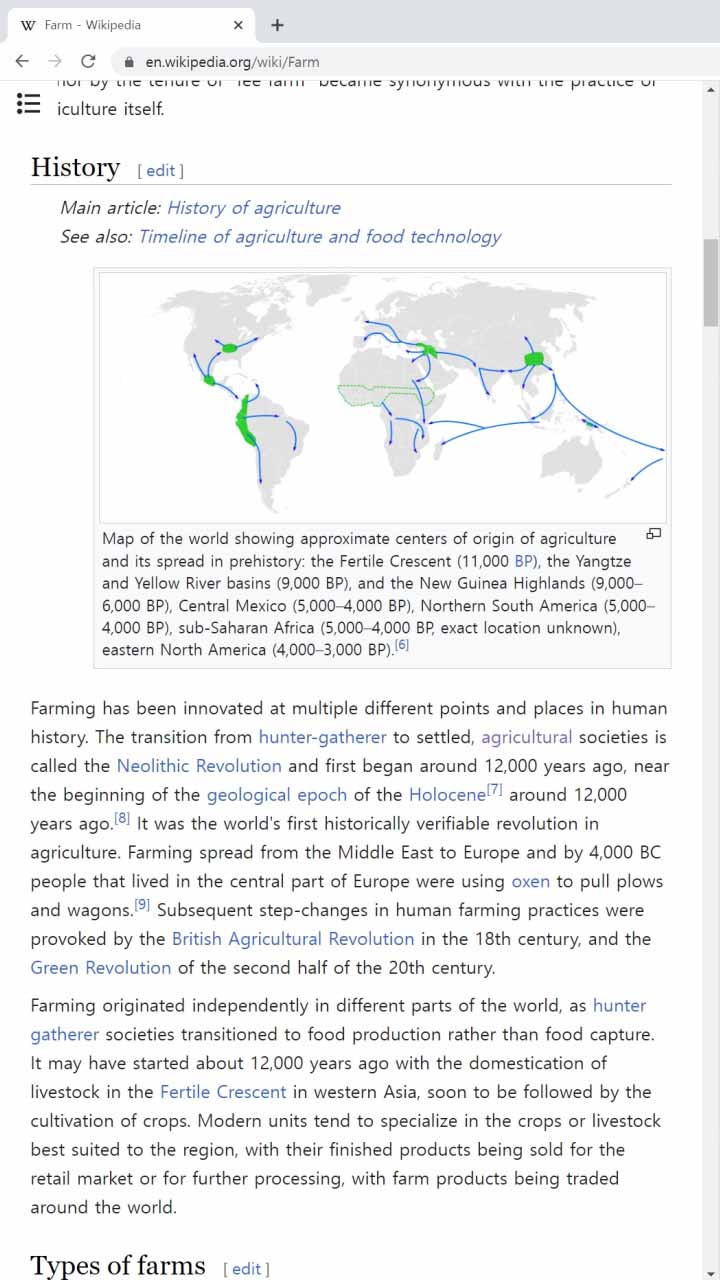 W Farm - Wikipedia
en.wikipedia.org/wiki/Farm
nor by the tenure of "fee farm" became synonymous with the practice of
iculture itself.
History [ edit ]
Main article: History of agriculture
See also: Timeline of agriculture and food technology
Map of the world showing approximate centers of origin of agriculture
and its spread in prehistory: the Fertile Crescent (11,000 BP), the Yangtze
and Yellow River basins (9,000 BP), and the New Guinea Highlands (9,000–
6,000 BP), Central Mexico (5,000–4,000 BP), Northern South America (5,000–
4,000 BP), sub-Saharan Africa (5,000–4,000 BP, exact location unknown),
eastern North America (4,000–3,000 BP).[6]
Farming has been innovated at multiple different points and places in human
history. The transition from hunter-gatherer to settled, agricultural societies is
called the Neolithic Revolution and first began around 12,000 years ago, near
the beginning of the geological epoch of the Holocene[7] around 12,000
years ago.[8] It was the world's first historically verifiable revolution in
agriculture. Farming spread from the Middle East to Europe and by 4,000 BC
people that lived in the central part of Europe were using oxen to pull plows
and wagons.[9] Subsequent step-changes in human farming practices were
provoked by the British Agricultural Revolution in the 18th century, and the
Green Revolution of the second half of the 20th century.
Farming originated independently in different parts of the world, as hunter
gatherer societies transitioned to food production rather than food capture.
It may have started about 12,000 years ago with the domestication of
livestock in the Fertile Crescent in western Asia, soon to be followed by the
cultivation of crops. Modern units tend to specialize in the crops or livestock
best suited to the region, with their finished products being sold for the
retail market or for further processing, with farm products being traded
around the world.
Types of farms [ edit ]